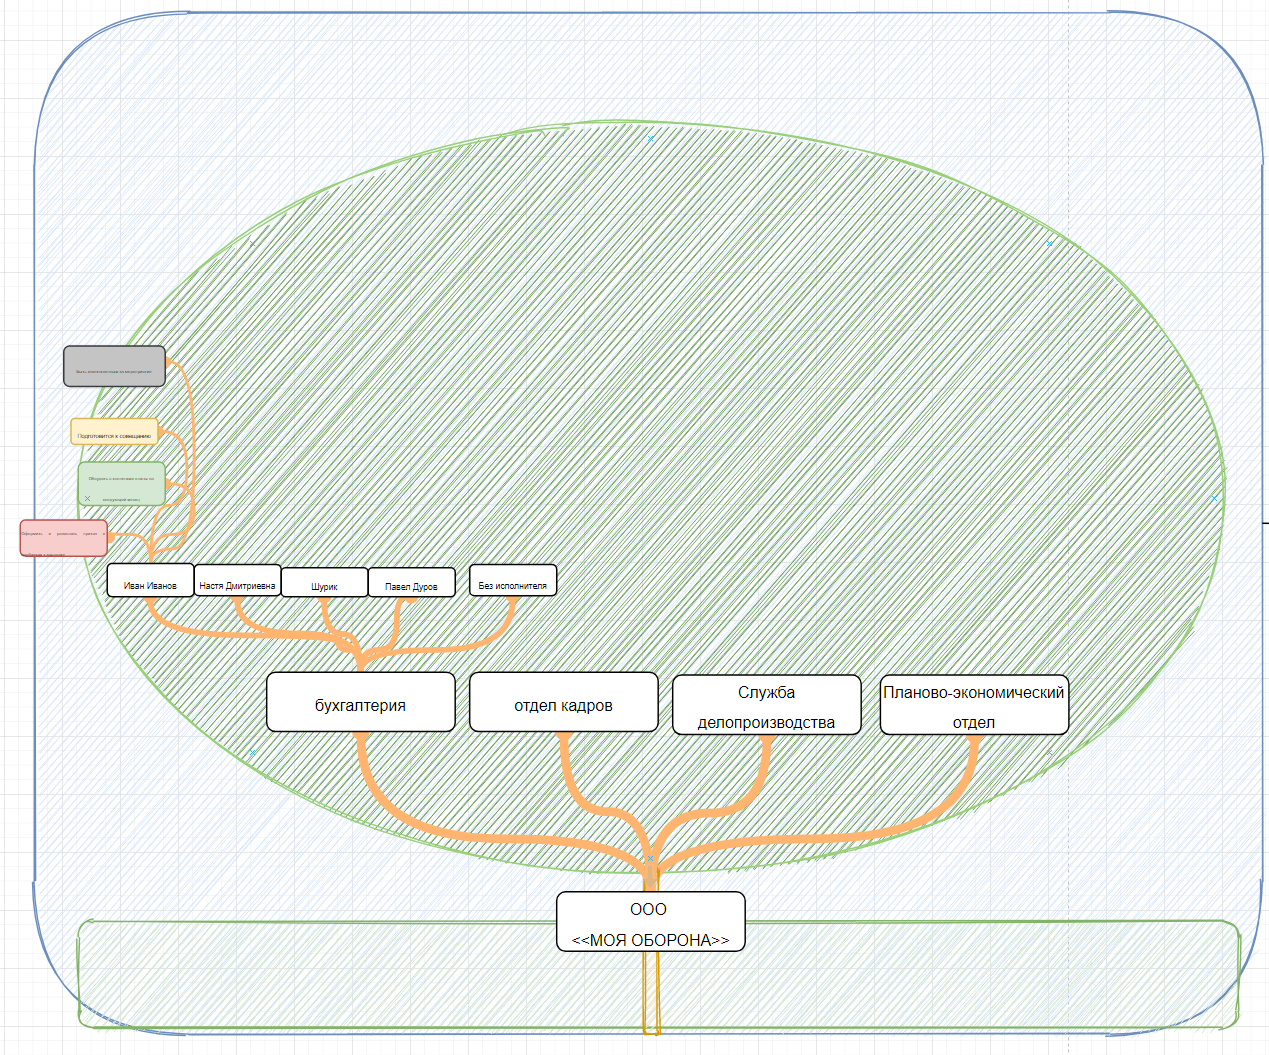 Подготовится к совещанию
Иван Иванов
Настя Дмитриевна
Шурик
Павел Дуров
Без исполнителя
бухгалтерия
отдел кадров
Служба
делопроизводства
Планово-экономический
отдел
ООО
<<МОЯ ОБОРОНА>>